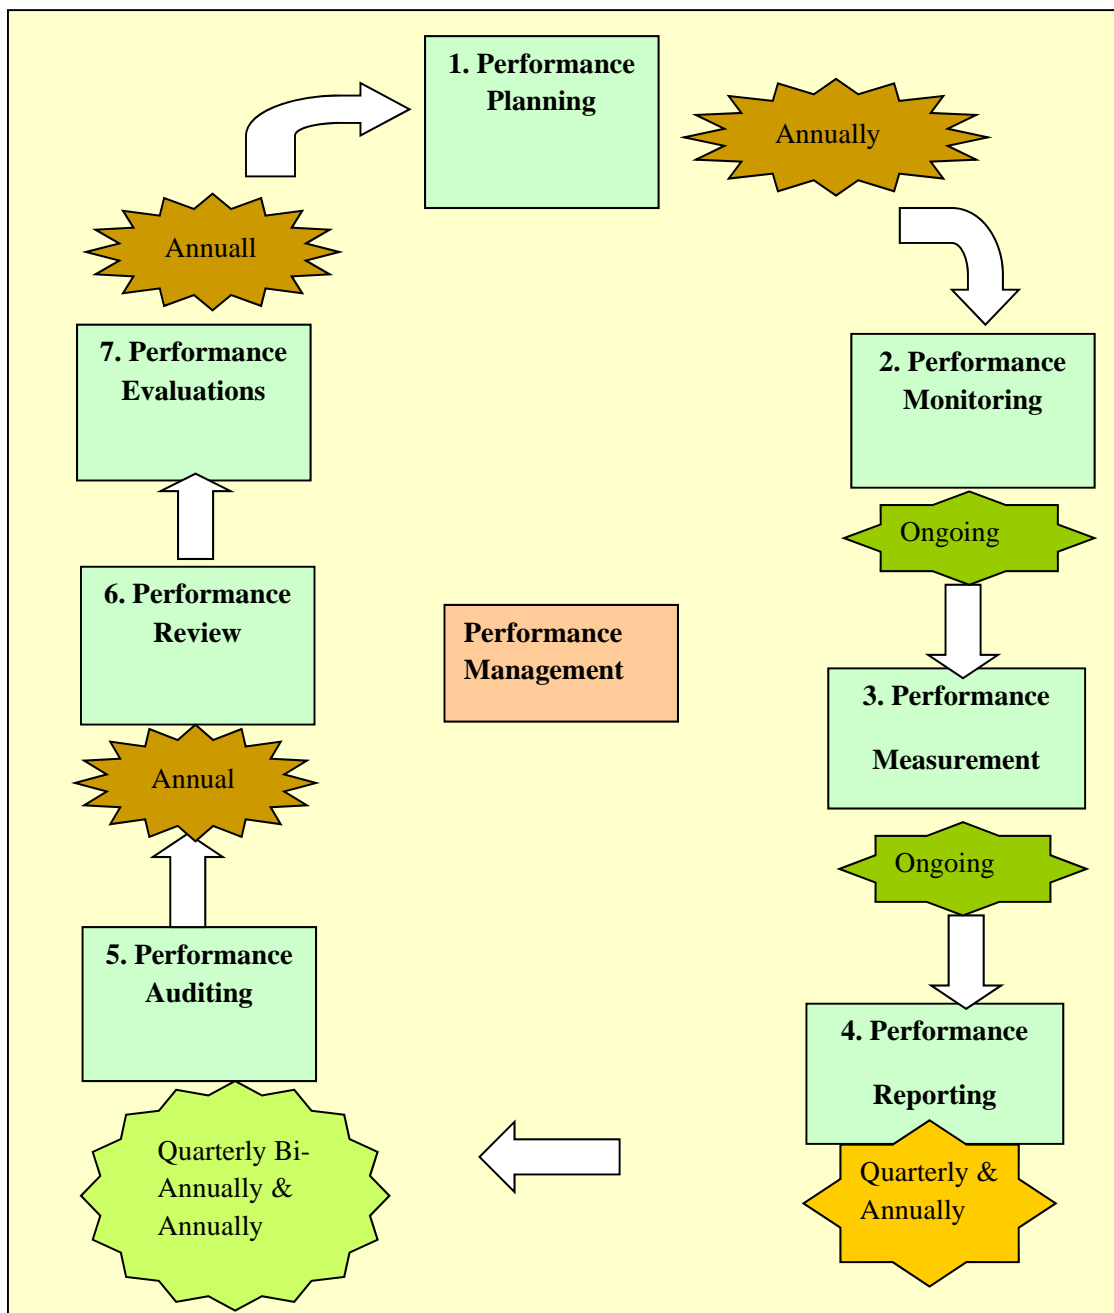 1. Performance
Planning
Annually
2. Performance
Monitoring
Ongoing
3. Performance
Measurement
Ongoing
4. Performance
Reporting
Quarterly &
Annually
Quarterly Bi-
Annually &
Annually
5. Performance
Auditing
Annual
6. Performance
Review
7. Performance
Evaluations
Annuall
Performance
Management